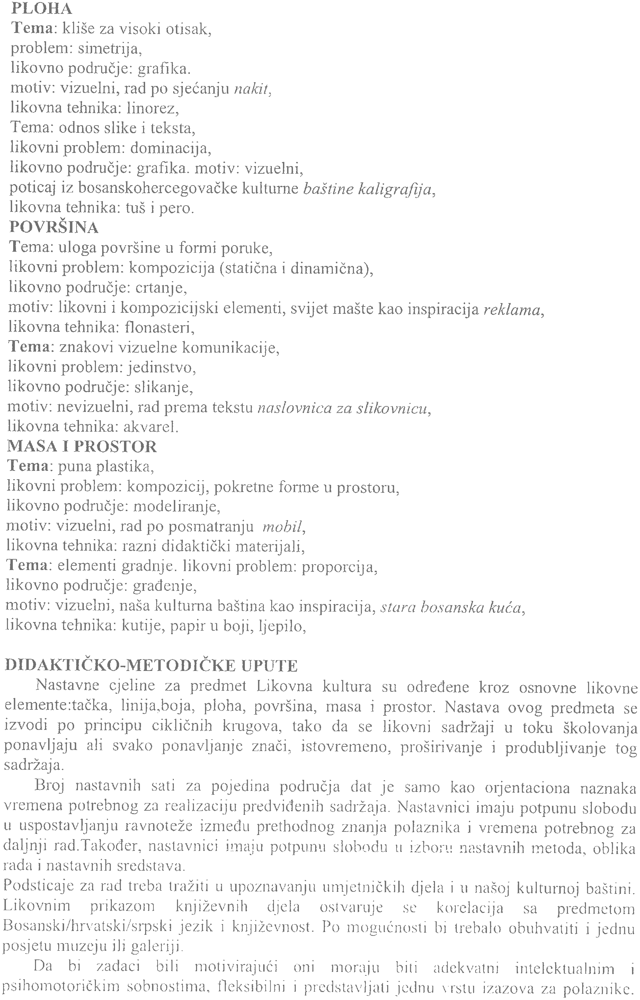 PLOHA
Tema: kliše za visoki otisak,
problem: simetrija,
likovno područje: grafika.
motiv: vizuelni, rad po sjećanju nakit,
likovna tehnika: linorez,
Tema: odnos slike i teksta,
likovni problem: dominacija,
likovno područje: grafika. motiv: vizuelni,
poticaj iz bosanskohercegovačke kulturne baštine kaligrafija,
likovna tehnika: tuš i pero.
POVRŠINA
Tema: uloga površine u formi poruke,
likovni problem: kompozicija (statična i dinamična),
likovno područje: crtanje,
motiv: likovni i kompozicijski elementi, svijet mašte kao inspiracija reklama,
likovna tehnika: flonasteri,
Tema: znakovi vizuelne komunikacije,
likovni problem: jedinstvo,
likovno područje: slikanje,
motiv: nevizuelni, rad prema tekstu naslovnica za slikovnicu,
likovna tehnika: akvarel.
MASA I PROSTOR
Tema: puna plastika,
likovni problem: kompozicij, pokretne forme u prostoru,
likovno područje: modeliranje,
motiv: vizuelni, rad po posmatranju mobil,
likovna tehnika: razni didaktički materijali,
Tema: elementi gradnje. likovni problem: proporcija,
likovno područje: građenje,
motiv: vizuelni, naša kulturna baština kao inspiracija, stara bosanska kuća,
likovna tehnika: kutije, papir u boji, ljepilo,
DIDAKTIČKO-METODIČKE UPUTE
Nastavne cjeline za predmet Likovna kultura su određene kroz osnovne likovne
elemente:tačka, linija,boja, ploha, površina, masa i prostor. Nastava ovog predmeta se
izvodi po principu cikličnih krugova, tako da se likovni sadržaji u toku školovanja
ponavljaju ali svako ponavljanje znači, istovremeno, proširivanje i produbljivanje tog
sadržaja.
Broj nastavnih sati za pojedina područja dat je samo kao orjentaciona naznaka
vremena potrebnog za realizaciju predviđenih sadržaja. Nastavnici imaju potpunu slobodu
u uspostavljanju ravnoteže između prethodnog znanja polaznika i vremena potrebnog za
daljnji rad.Također, nastavnici imaju potpunu slobodu u izboru nastavnih metoda, oblika
rada i nastavnih sredstava.
Podsticaje za rad treba tražiti u upoznavanju umjetničkih djela i u našoj kulturnoj baštini.
Likovnim prikazom književnih djela ostvaruje se korelacija sa predmetom
Bosanski/hrvatski/srpski jezik i književnost. Po mogućnosti bi trebalo obuhvatiti i jednu
posjetu muzeju ili galeriji.
Da bi zadaci bili motivirajući oni moraju biti adekvatni intelektualnim i
psihomotoričkim sobnostima, fleksibilni i predstavljati jednu vrstu izazova za polaznike.